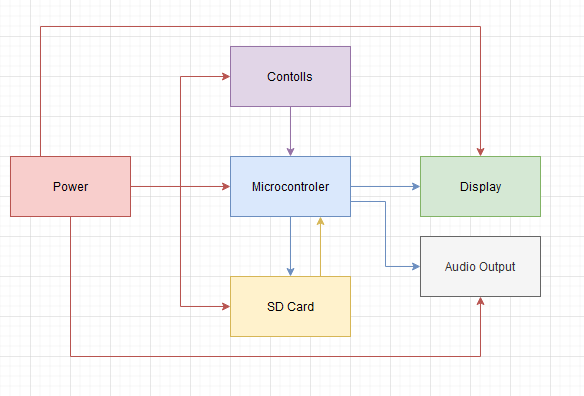 Contolls
Power
Microcontroler
Display
Audio Output
SD Card